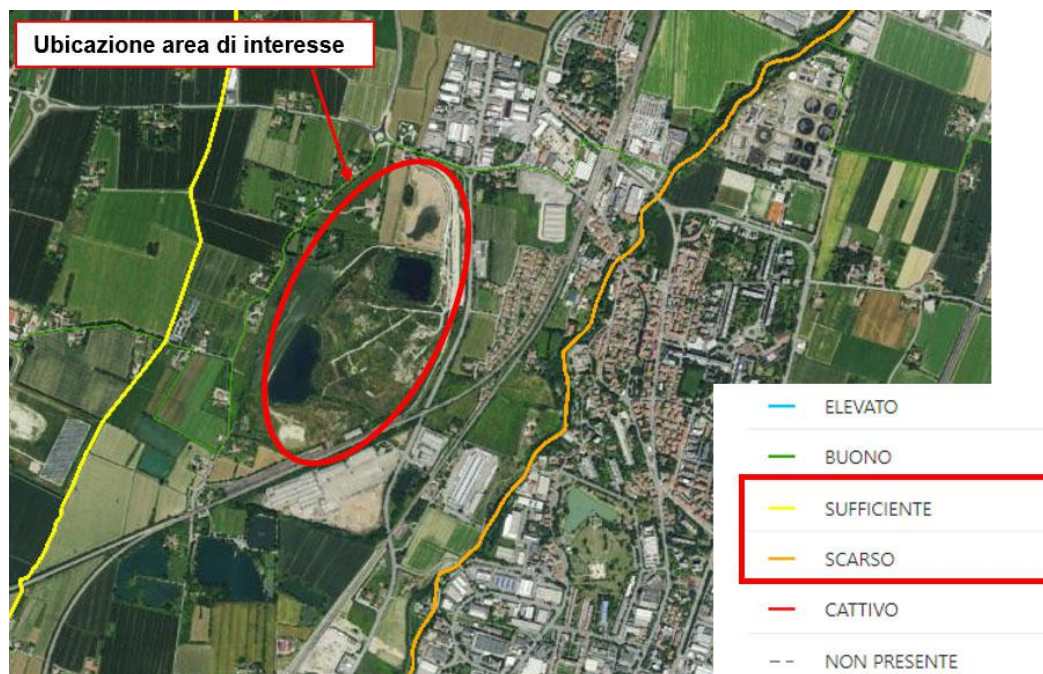 Ubicazione area di interesse
ELEVATO
BUONO
SUFFICIENTE
SCARSO
CATTIVO
NON PRESENTE